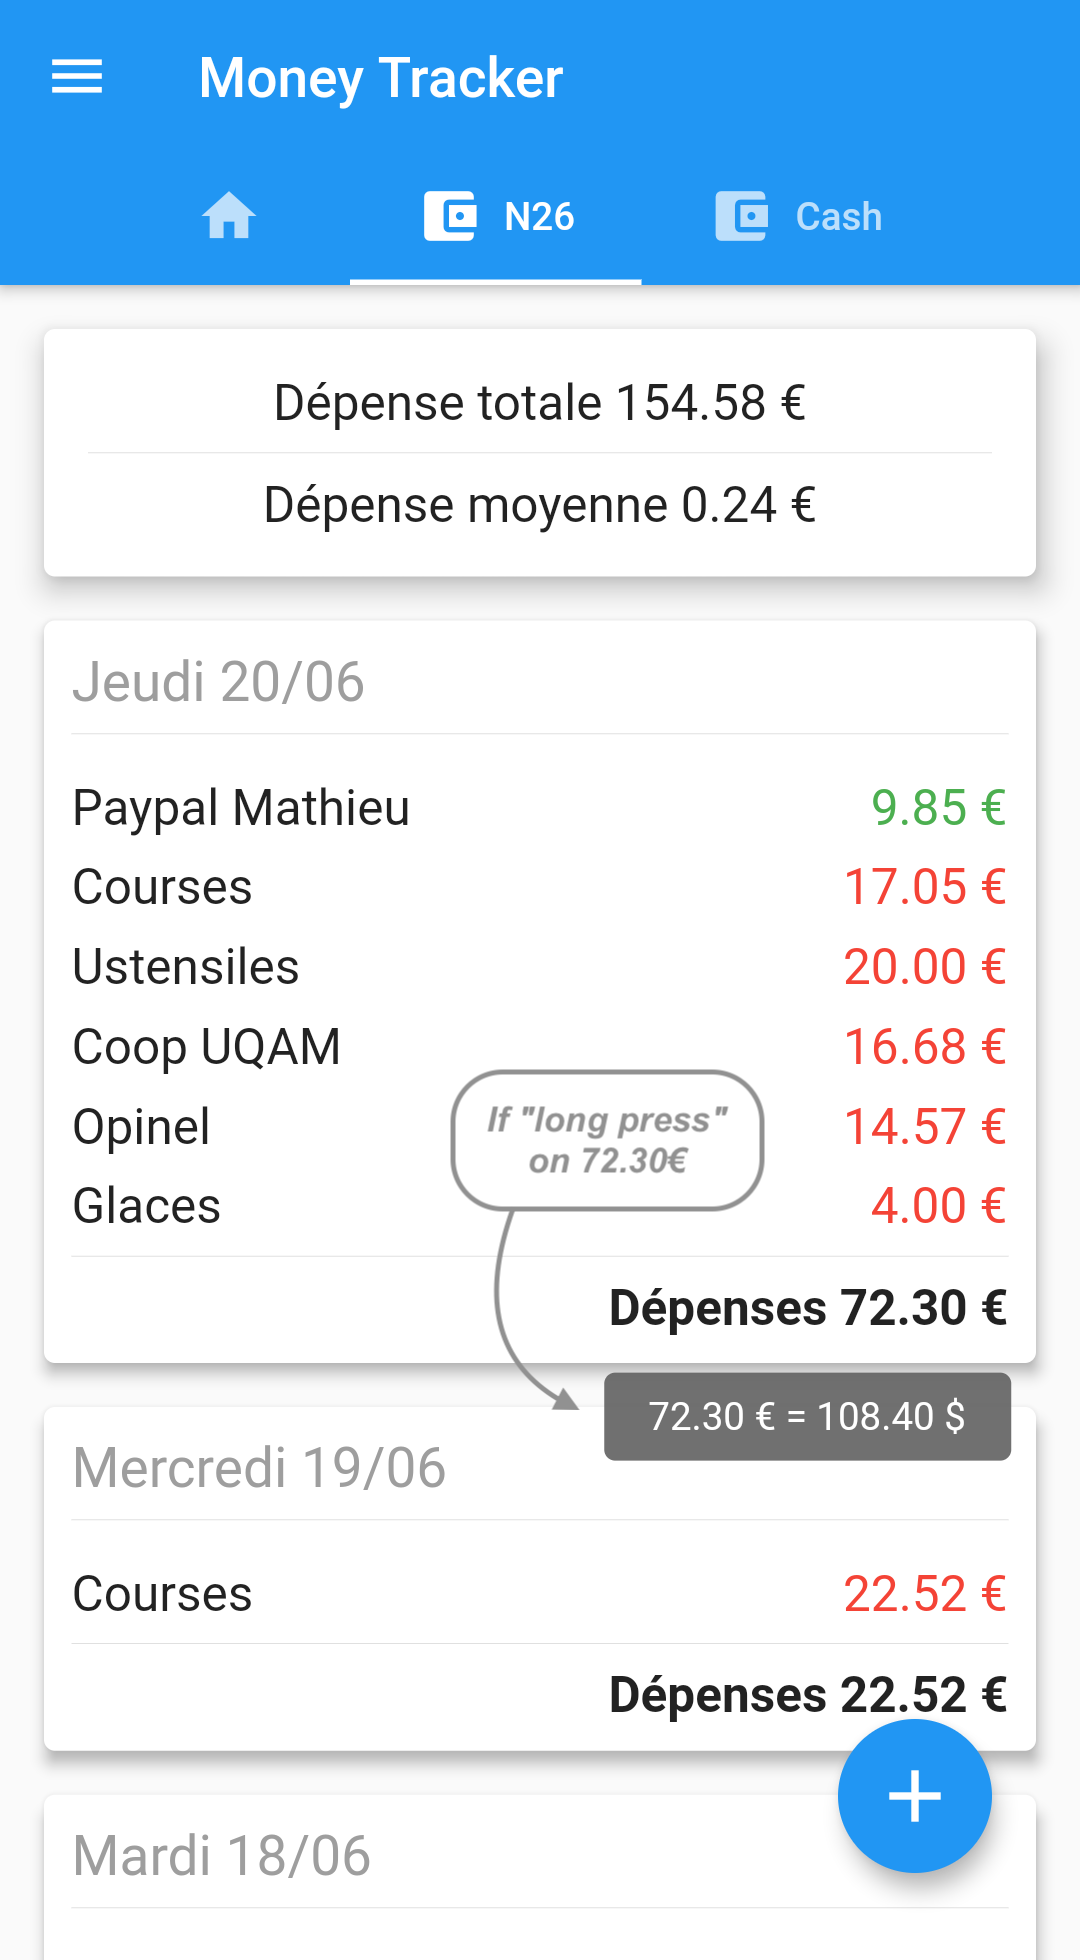 Money Tracker
N26
Cash
Dépense totale 154.58 €
Dépense moyenne 0.24 €
Jeudi 20/06
Paypal Mathieu 9.85 €
Courses 17.05 €
Ustensiles 20.00 €
Coop UQAM 16.68 €
If "long press"
on 72.30€
Opinel 14.57 €
Glaces 4.00 €
Dépenses 72.30 €
72.30 € = 108.40 $
Mercredi 19/06
Courses 22.52 €
Dépenses 22.52 €
Mardi 18/06